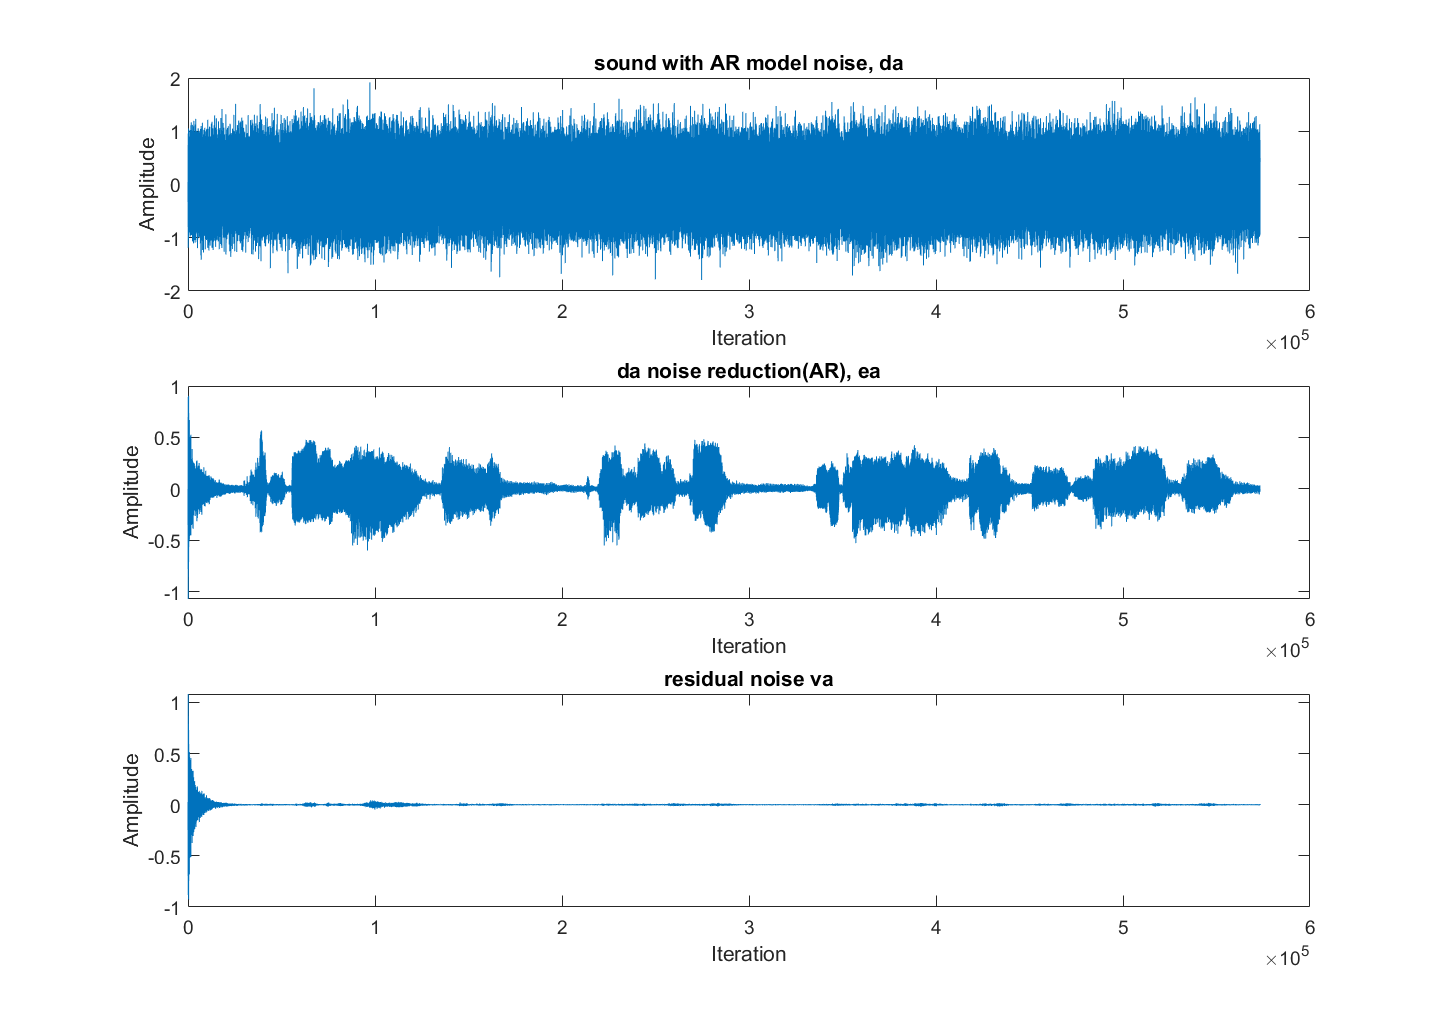 sound with AR model noise, da
2
1
0
-1
-2
Amplitude
0 1 2 3 4 5 6
Iteration
×10^5
da noise reduction(AR), ea
1
0.5
0
-0.5
-1
Amplitude
0 1 2 3 4 5 6
Iteration
×10^5
residual noise va
1
0.5
0
-0.5
-1
Amplitude
0 1 2 3 4 5 6
Iteration
×10^5